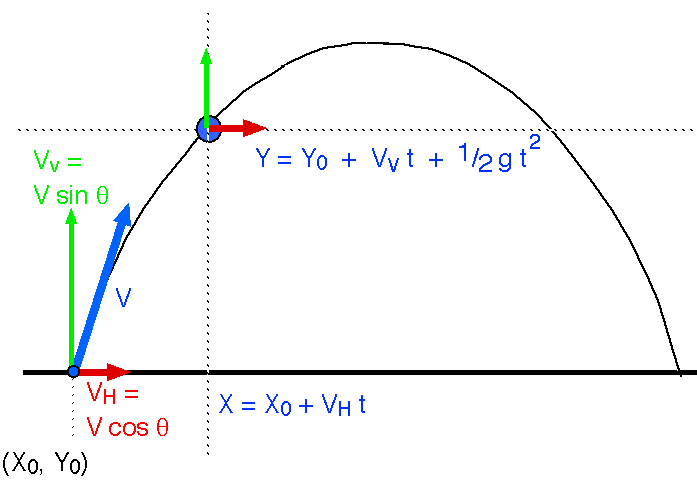 Y = Y0 + Vv t + 1/2 g t2
Vv =
V sin θ
V
VH =
V cos θ
X = X0 + VH t
(X0, Y0)